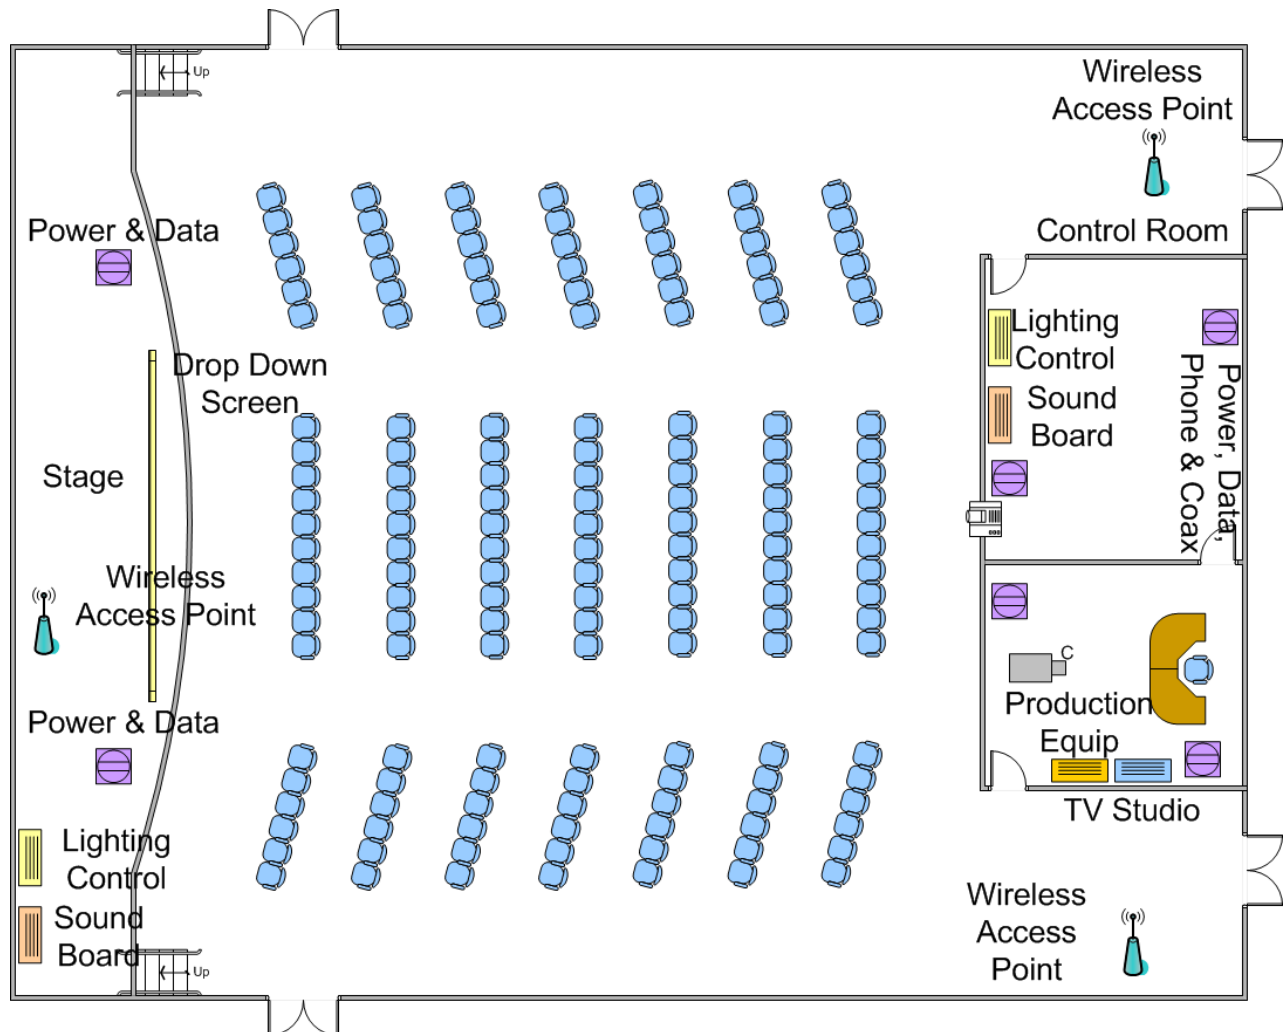 Up
Wireless
Access Point
Power & Data
Control Room
Lighting
Control
Sound
Board
Power, Data,
Phone & Coax
Drop Down
Screen
Stage
Wireless
Access Point
C
Production
Equip
TV Studio
Power & Data
Lighting
Control
Sound
Board
Up
Wireless
Access
Point